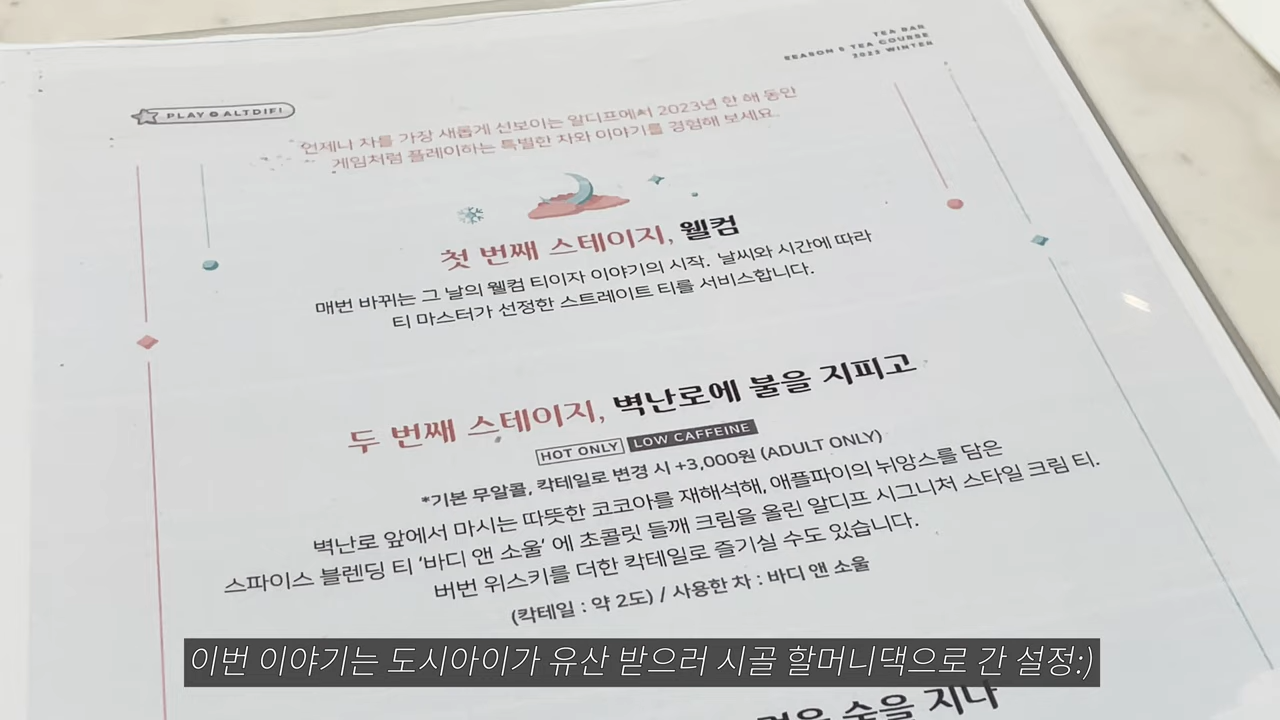 TEA BAR
SEASON 5 TEA COURSE
2023 WINTER
PLAY ALTDIF!
언제나 차를 가장 새롭게 선보이는 알디프에서 2023년 한 해 동안
게임처럼 플레이하는 특별한 차와 이야기를 경험해 보세요.
첫 번째 스테이지, 웰컴
매번 바뀌는 그 날의 웰컴 티이자 이야기의 시작. 날씨와 시간에 따라
티 마스터가 선정한 스트레이트 티를 서비스합니다.
두 번째 스테이지, 벽난로에 불을 지피고
HOT ONLY LOW CAFFEINE
*기본 무알콜, 칵테일로 변경 시 +3,000원 (ADULT ONLY)
벽난로 앞에서 마시는 따뜻한 코코아를 재해석해, 애플파이의 뉘앙스를 담은
스파이스 블렌딩 티 '바디 앤 소울' 에 초콜릿 들깨 크림을 올린 알디프 시그니처 스타일 크림 티.
버번 위스키를 더한 칵테일로 즐기실 수도 있습니다.
(칵테일 : 약 2도) / 사용한 차 : 바디 앤 소울
이번 이야기는 도시아이가 유산 받으러 시골 할머니댁으로 간 설정:)
숲을 지나